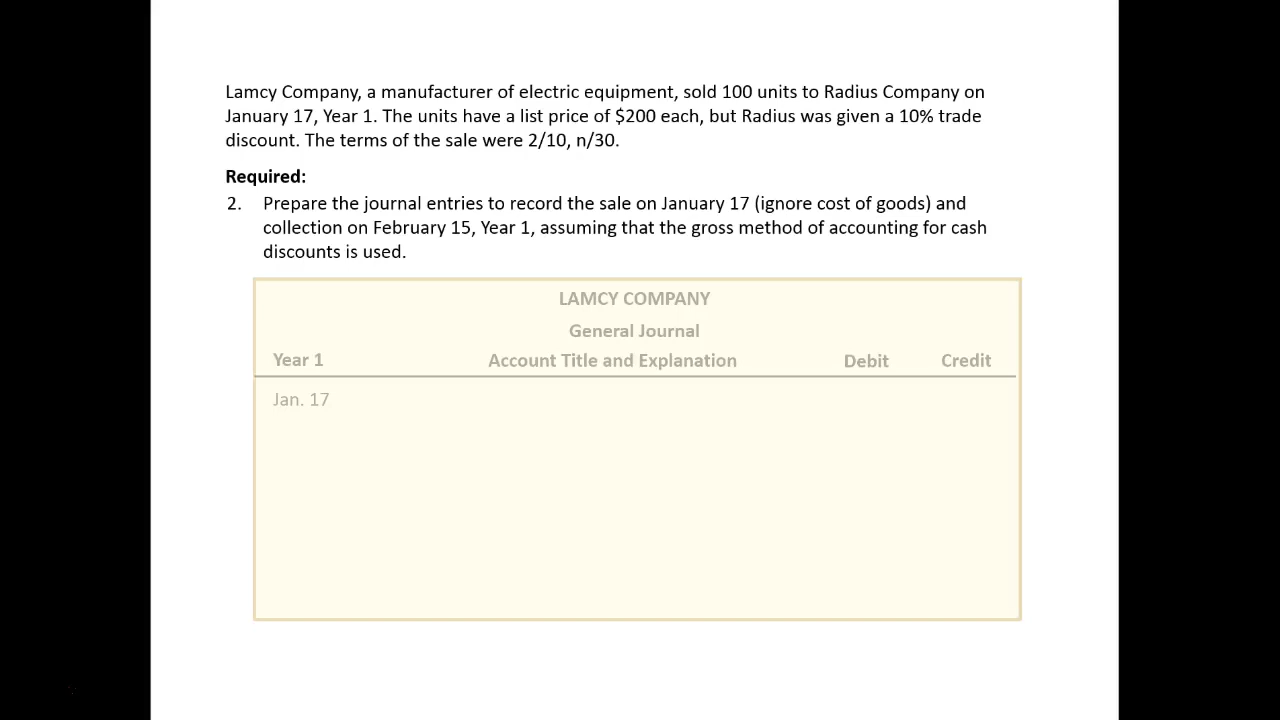 Lamcy Company, a manufacturer of electric equipment, sold 100 units to Radius Company on
January 17, Year 1. The units have a list price of $200 each, but Radius was given a 10% trade
discount. The terms of the sale were 2/10, n/30.
Required:
2. Prepare the journal entries to record the sale on January 17 (ignore cost of goods) and
collection on February 15, Year 1, assuming that the gross method of accounting for cash
discounts is used.
LAMCY COMPANY
General Journal
Year 1 Account Title and Explanation Debit Credit
Jan. 17